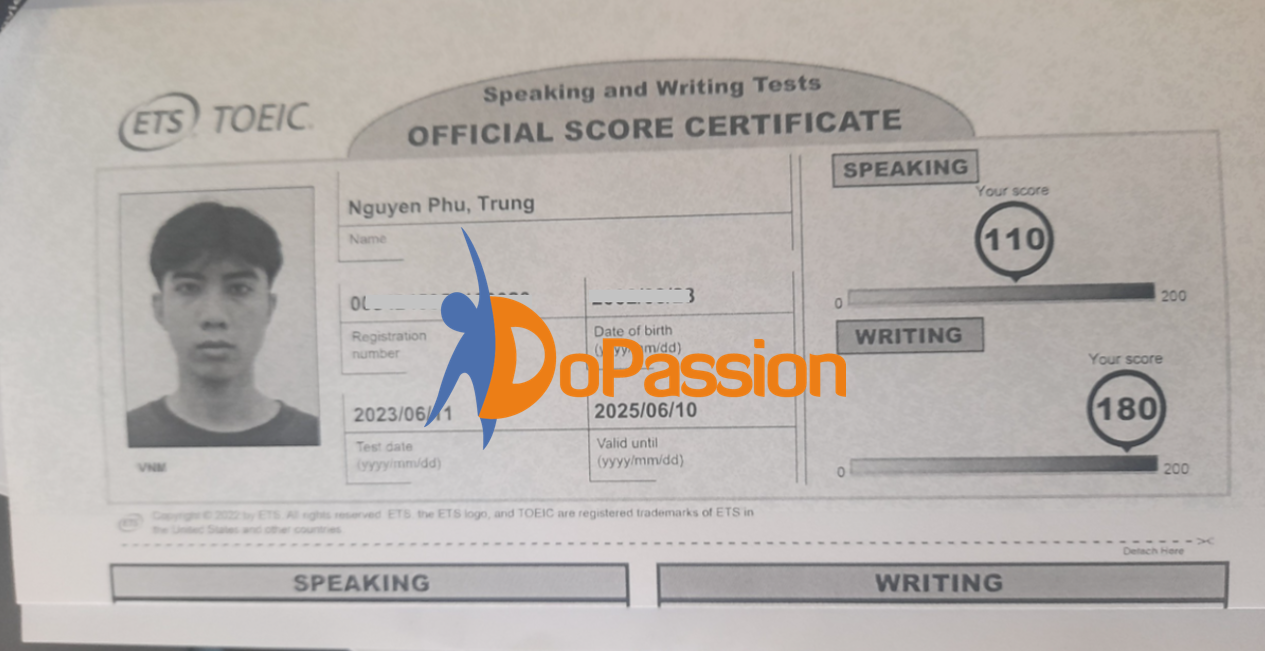 ETS TOEIC
Speaking and Writing Tests
OFFICIAL SCORE CERTIFICATE
Nguyen Phu, Trung
Name
Registration
number
Date of birth
(yyyy/mm/dd)
2023/06/11
Test date
(yyyy/mm/dd)
2025/06/10
Valid until
(yyyy/mm/dd)
VNM
DoPassion
SPEAKING
Your score
110
0
200
WRITING
Your score
180
0
200
ETS
Copyright © 2022 by ETS. All rights reserved. ETS, the ETS logo, and TOEIC are registered trademarks of ETS in
the United States and other countries.
Detach Here
SPEAKING
WRITING